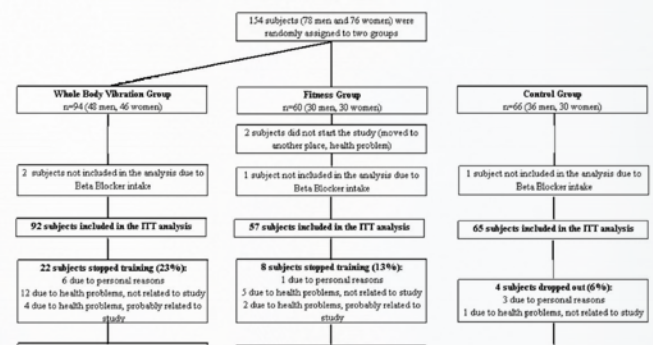 154 subjects (78 men and 76 women) were
randomly assigned to two groups
Whole Body Vibration Group
n=94 (48 men, 46 women)
Fitness Group
n=60 (30 men, 30 women)
Control Group
n=66 (36 men, 30 women)
2 subjects did not start the study (moved to
another place, health problem)
2 subjects not included in the analysis due to
Beta Blocker intake
1 subject not included in the analysis due to
Beta Blocker intake
1 subject not included in the analysis due to
Beta Blocker intake
92 subjects included in the ITT analysis
57 subjects included in the ITT analysis
65 subjects included in the ITT analysis
22 subjects stopped training (23%):
6 due to personal reasons
12 due to health problems, not related to study
4 due to health problems, probably related to
study
8 subjects stopped training (13%):
1 due to personal reasons
5 due to health problems, not related to study
2 due to health problems, probably related to
study
4 subjects dropped out (6%):
3 due to personal reasons
1 due to health problems, not related to study